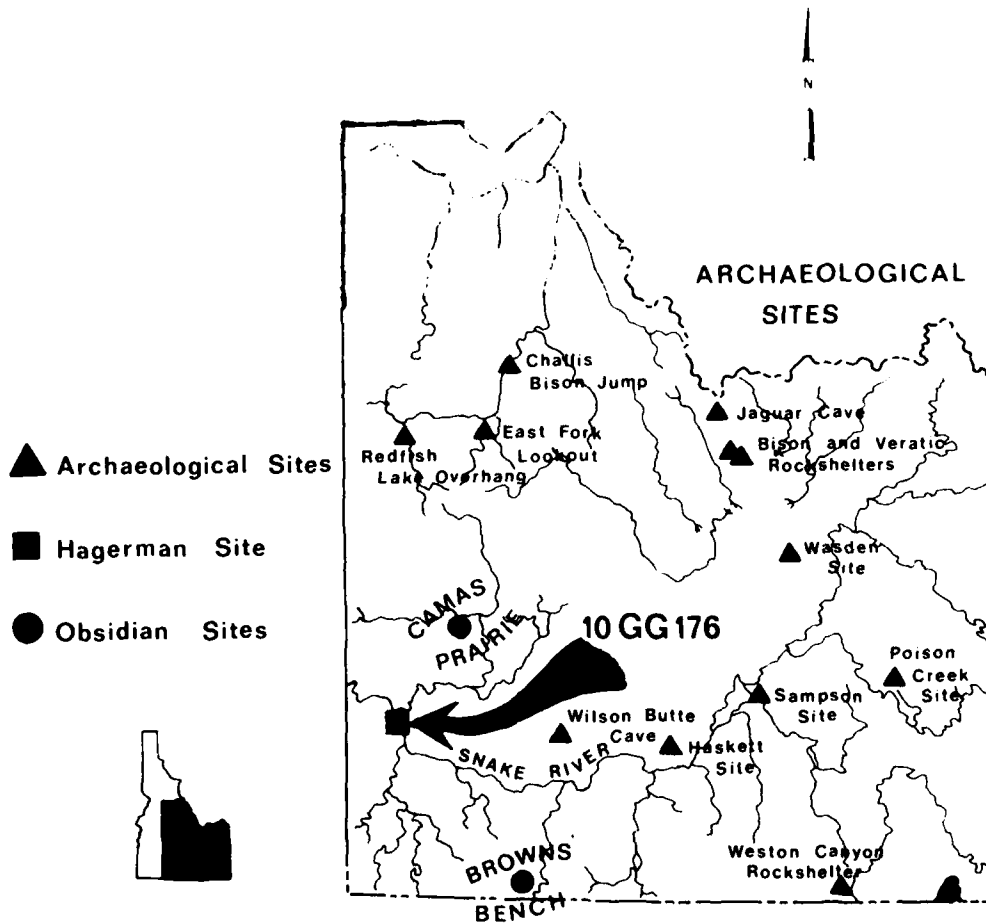 N
ARCHAEOLOGICAL
SITES
Challis
Bison Jump
Jaguar Cave
East Fork
Lookout
Bison and Veratic
Rockshelters
Redfish
Lake Overhang
Archaeological Sites
Hagerman Site
Wasden
Site
Obsidian Sites
CAMAS
PRAIRIE
10 GG 176
Poison
Creek
Site
Sampson
Site
Wilson Butte
Cave
Haskett
Site
SNAKE RIVER
Weston Canyon
Rockshelter
BROWNS
BENCH